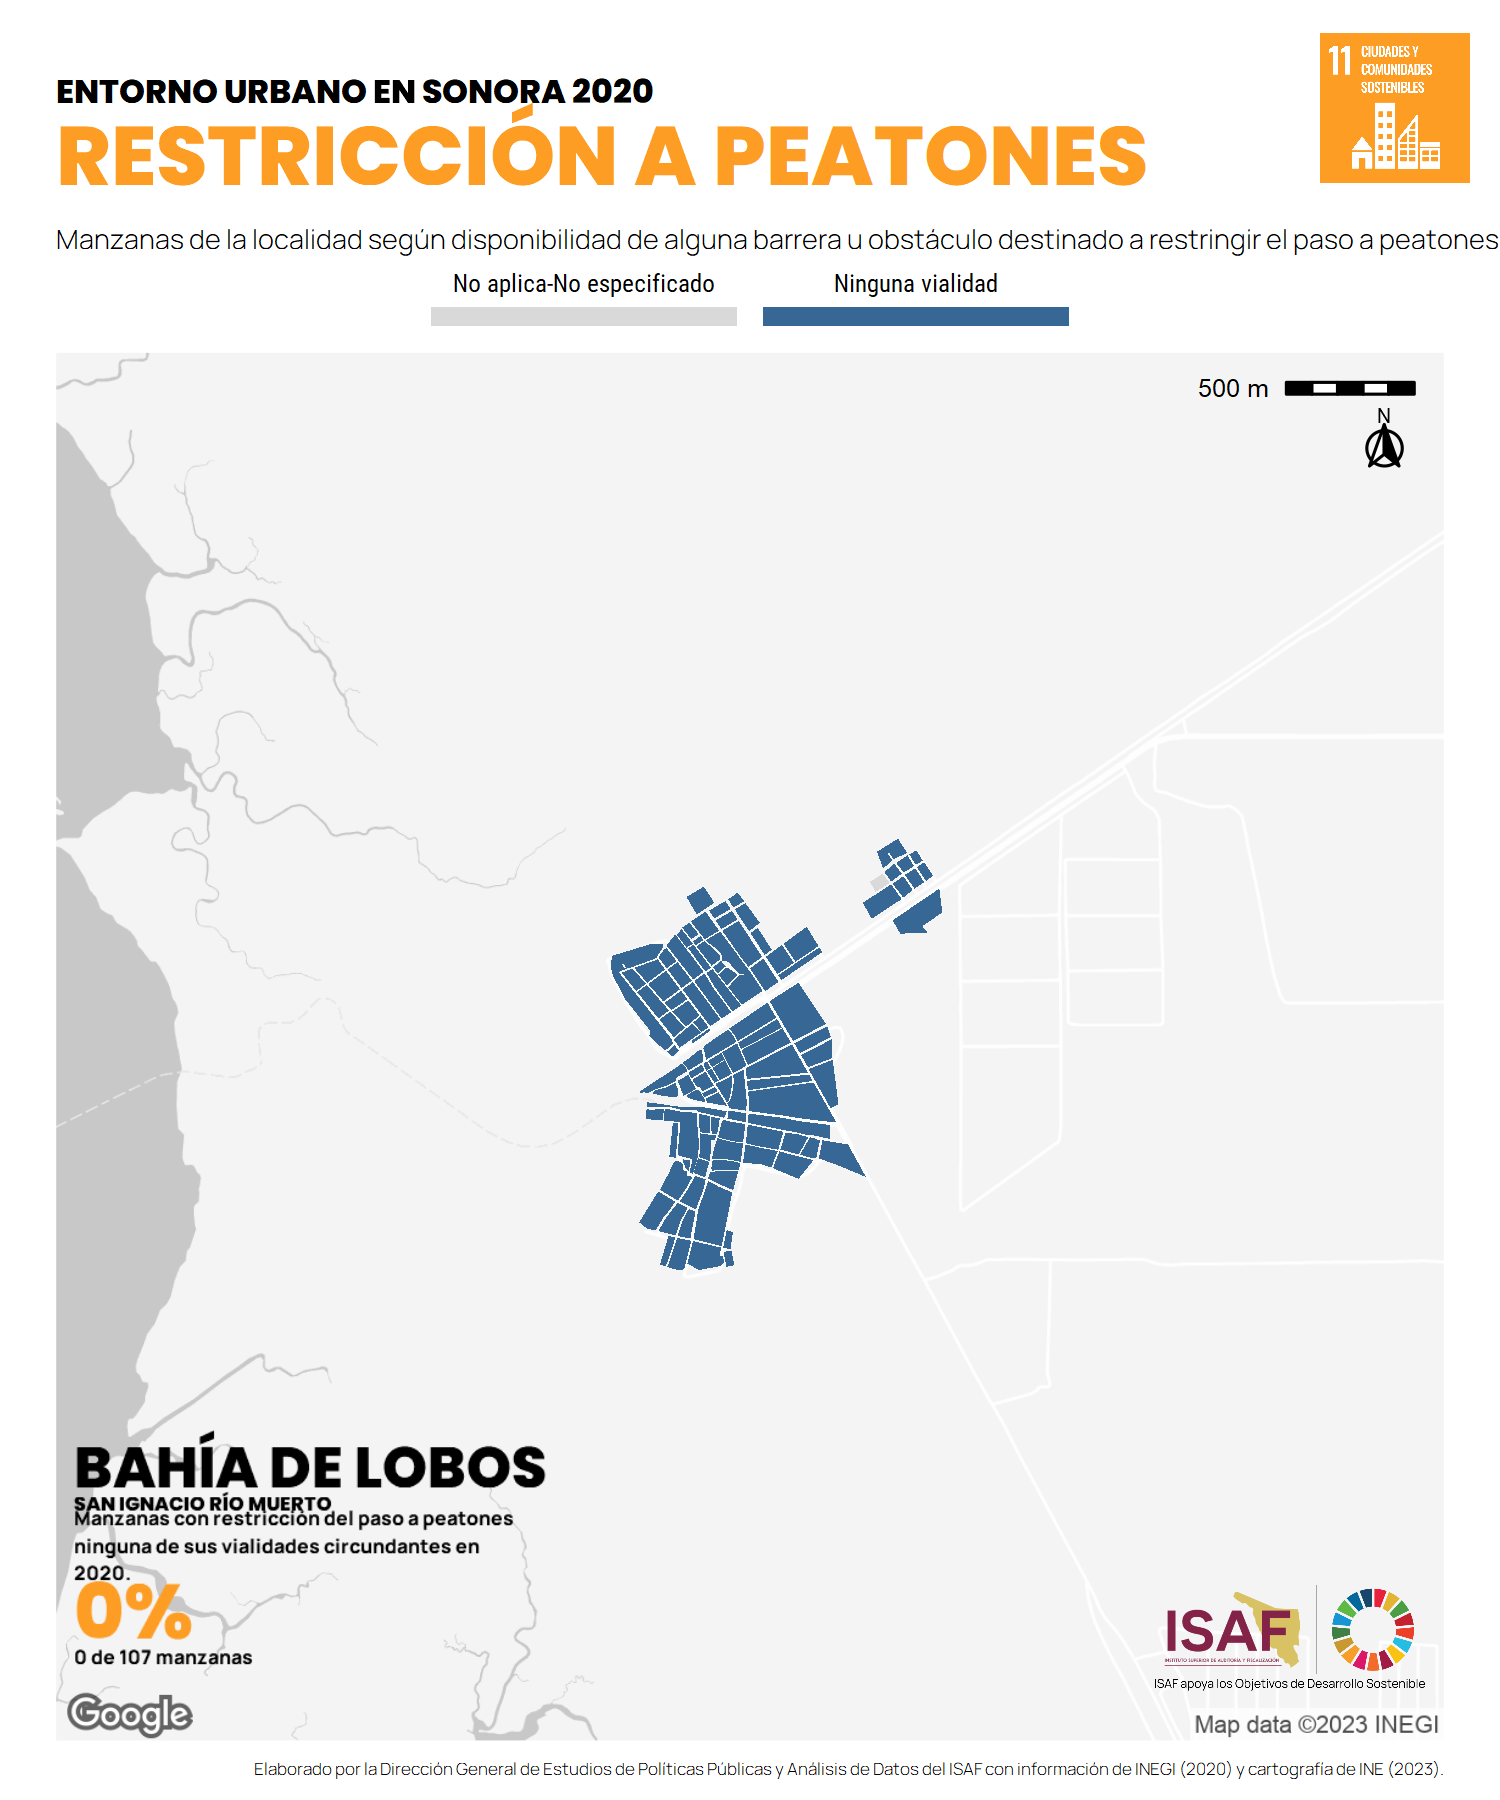 ENTORNO URBANO EN SONORA 2020
RESTRICCIÓN A PEATONES
11 CIUDADES Y
COMUNIDADES
SOSTENIBLES
Manzanas de la localidad según disponibilidad de alguna barrera u obstáculo destinado a restringir el paso a peatones
No aplica-No especificado
Ninguna vialidad
500 m
N
BAHÍA DE LOBOS
SAN IGNACIO RÍO MUERTO
Manzanas con restricción del paso a peatones
ninguna de sus vialidades circundantes en
2020.
0%
0 de 107 manzanas
Google
ISAF
INSTITUTO SUPERIOR DE AUDITORÍA Y FISCALIZACIÓN
ISAF apoya los Objetivos de Desarrollo Sostenible
Map data ©2023 INEGI
Elaborado por la Dirección General de Estudios de Políticas Públicas y Análisis de Datos del ISAF con información de INEGI (2020) y cartografía de INE (2023).